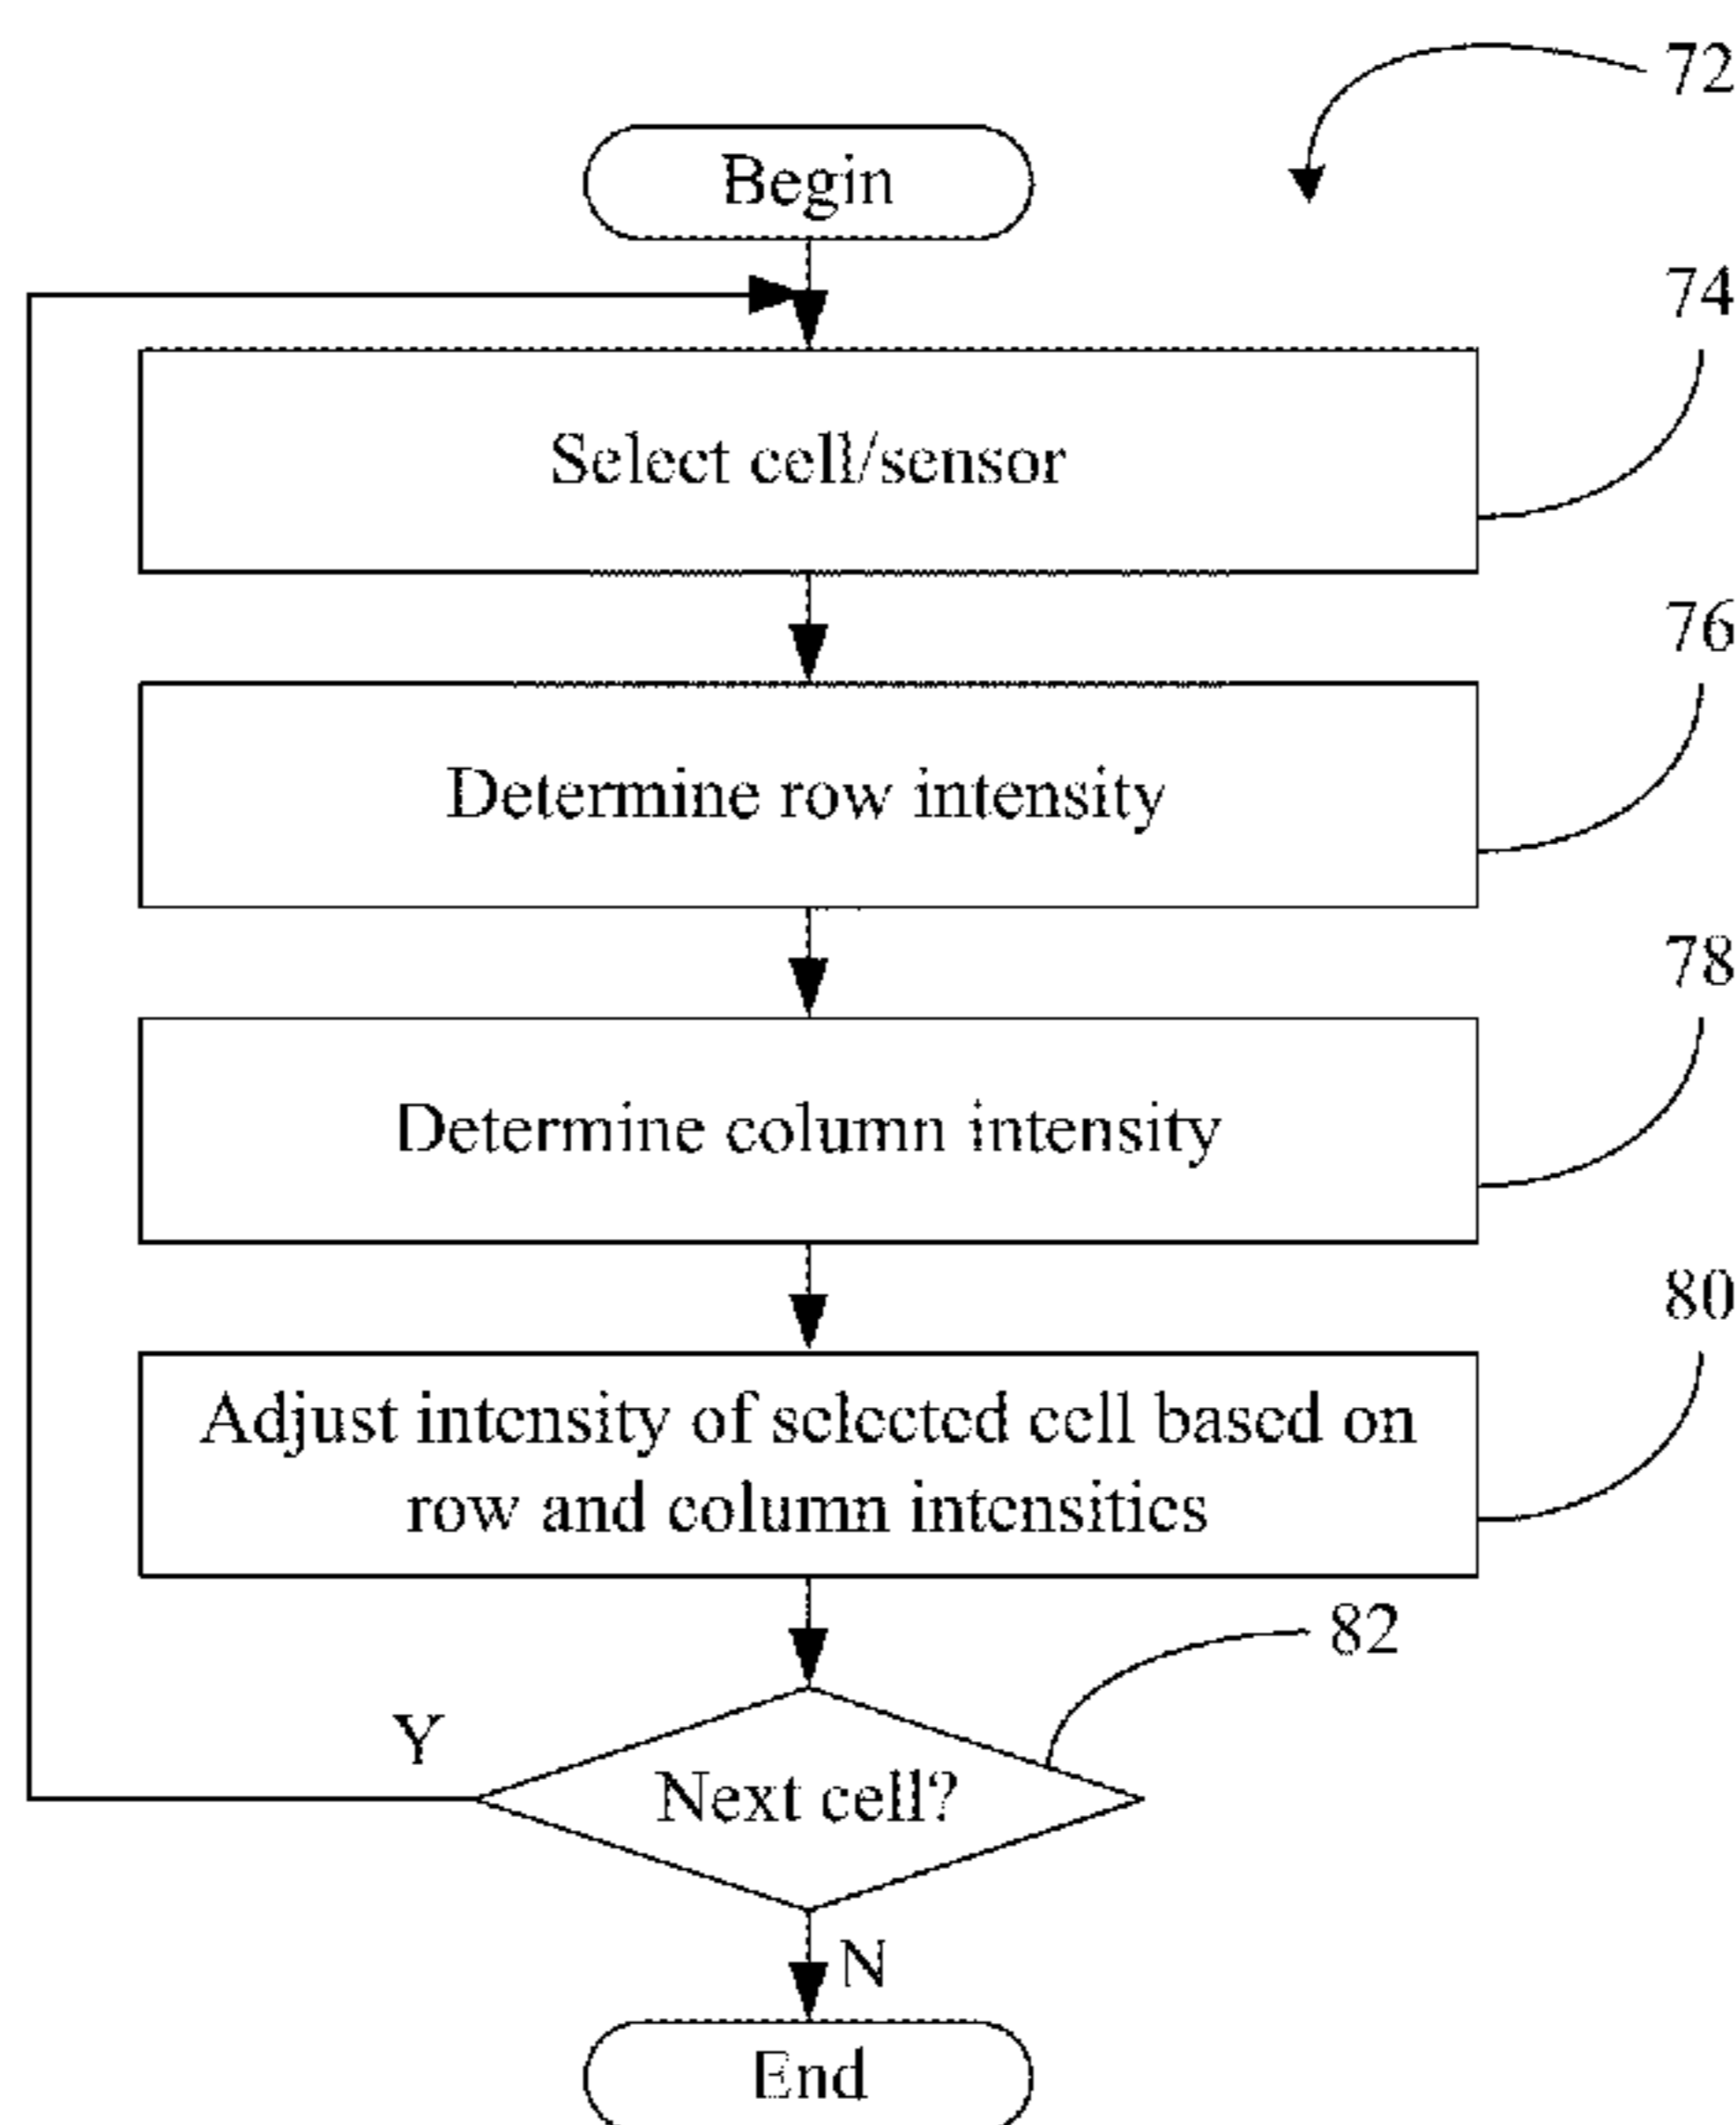 72
Begin
74
Select cell/sensor
76
Determine row intensity
78
Determine column intensity
80
Adjust intensity of selected cell based on
row and column intensities
82
Y
Next cell?
N
End